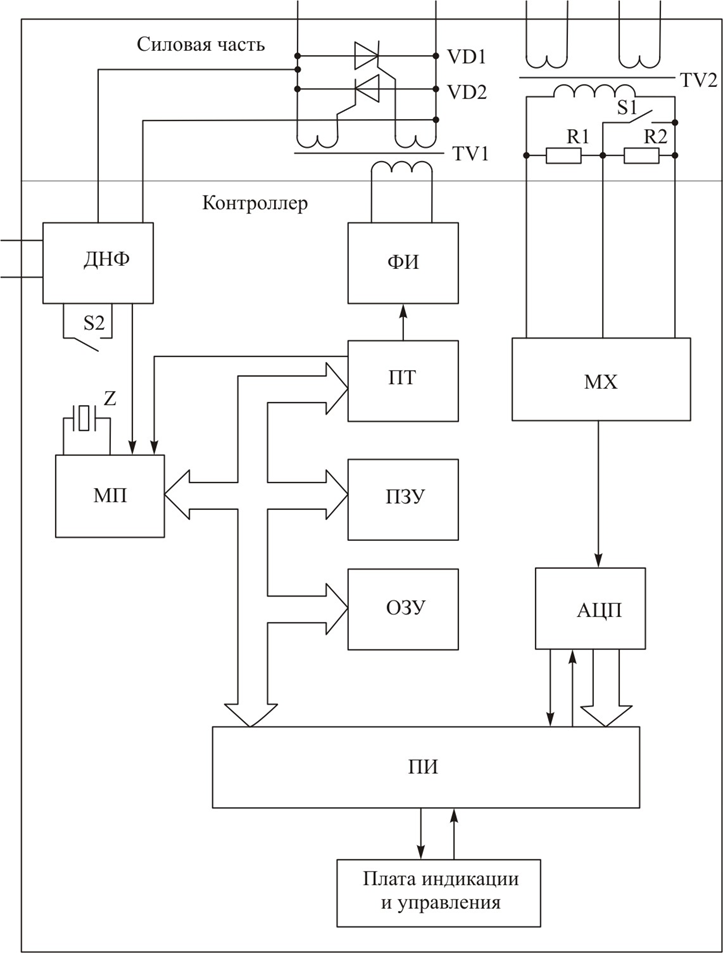 Силовая часть
VD1
VD2
TV1
TV2
S1
R1
R2
Контроллер
ДНФ
S2
ФИ
ПТ
МХ
Z
МП
ПЗУ
ОЗУ
АЦП
ПИ
Плата индикации
и управления